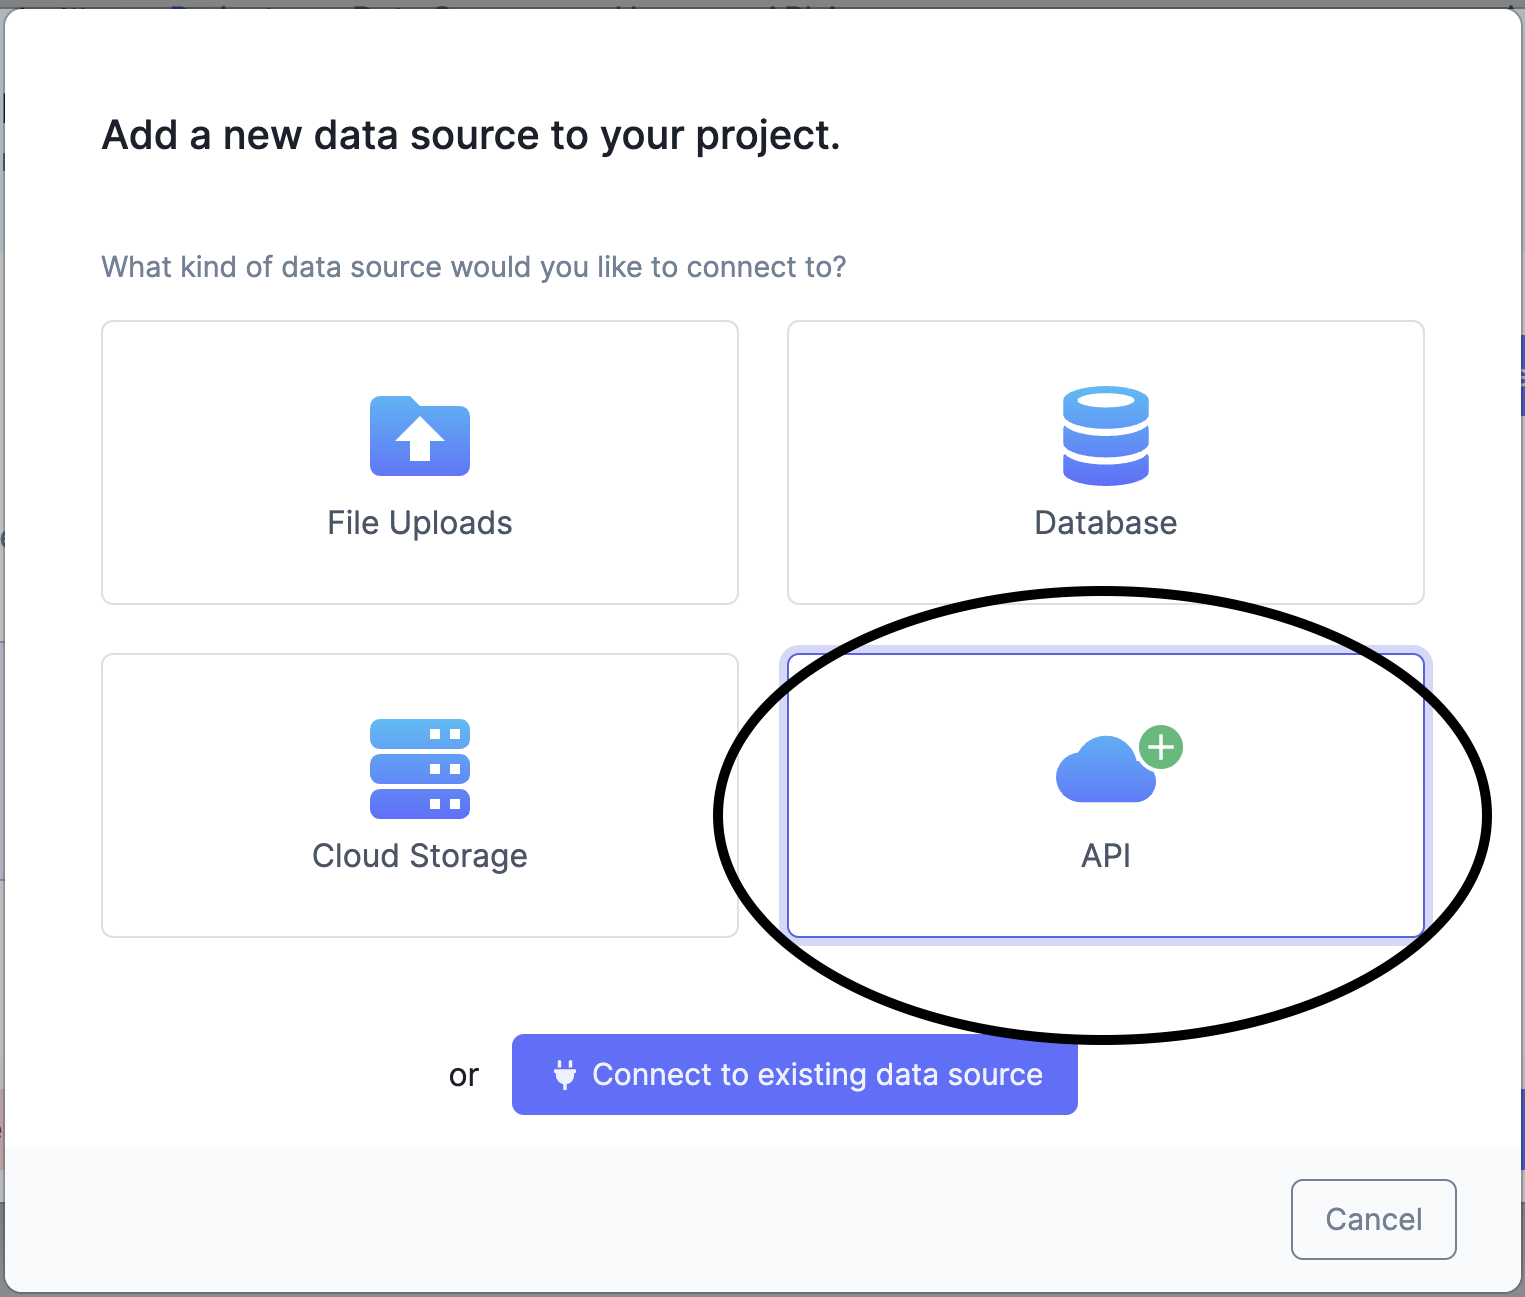 Add a new data source to your project.
What kind of data source would you like to connect to?
File Uploads
Database
Cloud Storage
API
or
Connect to existing data source
Cancel